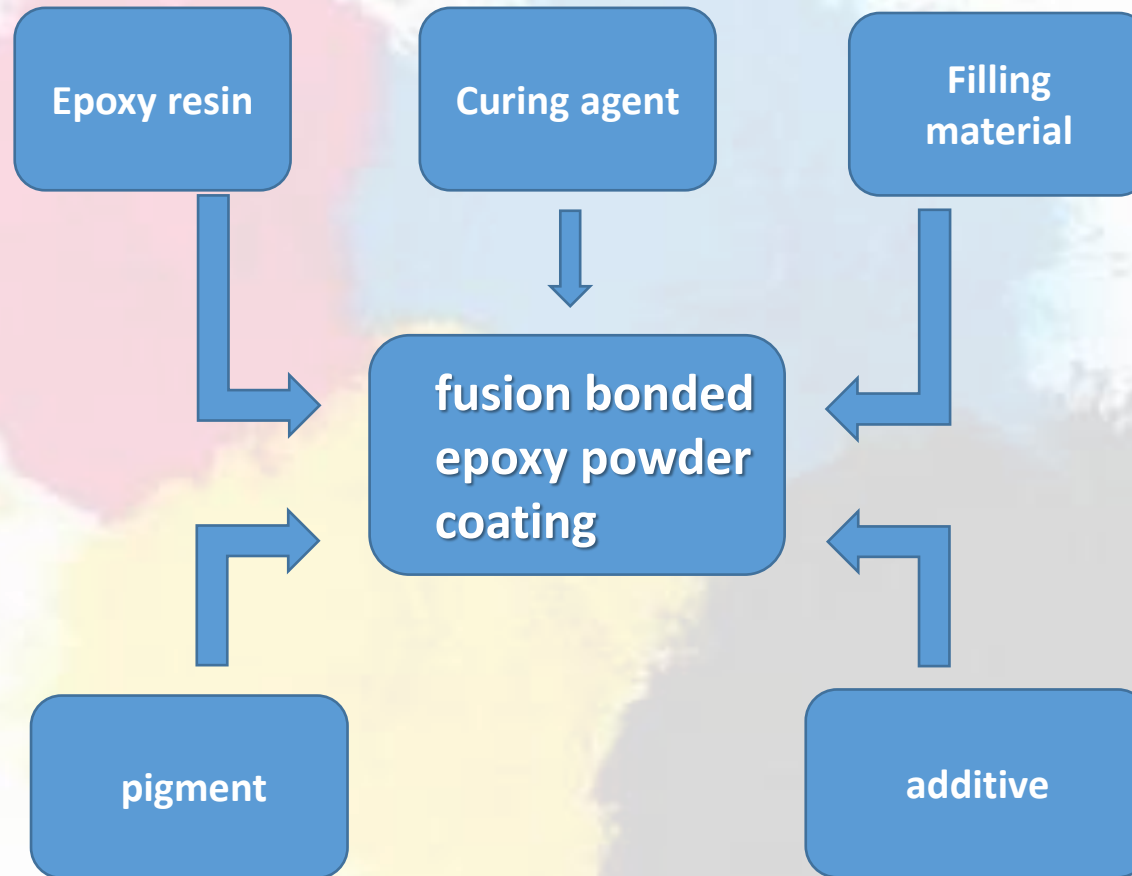 Epoxy resin
Curing agent
Filling
material
fusion bonded
epoxy powder
coating
pigment
additive